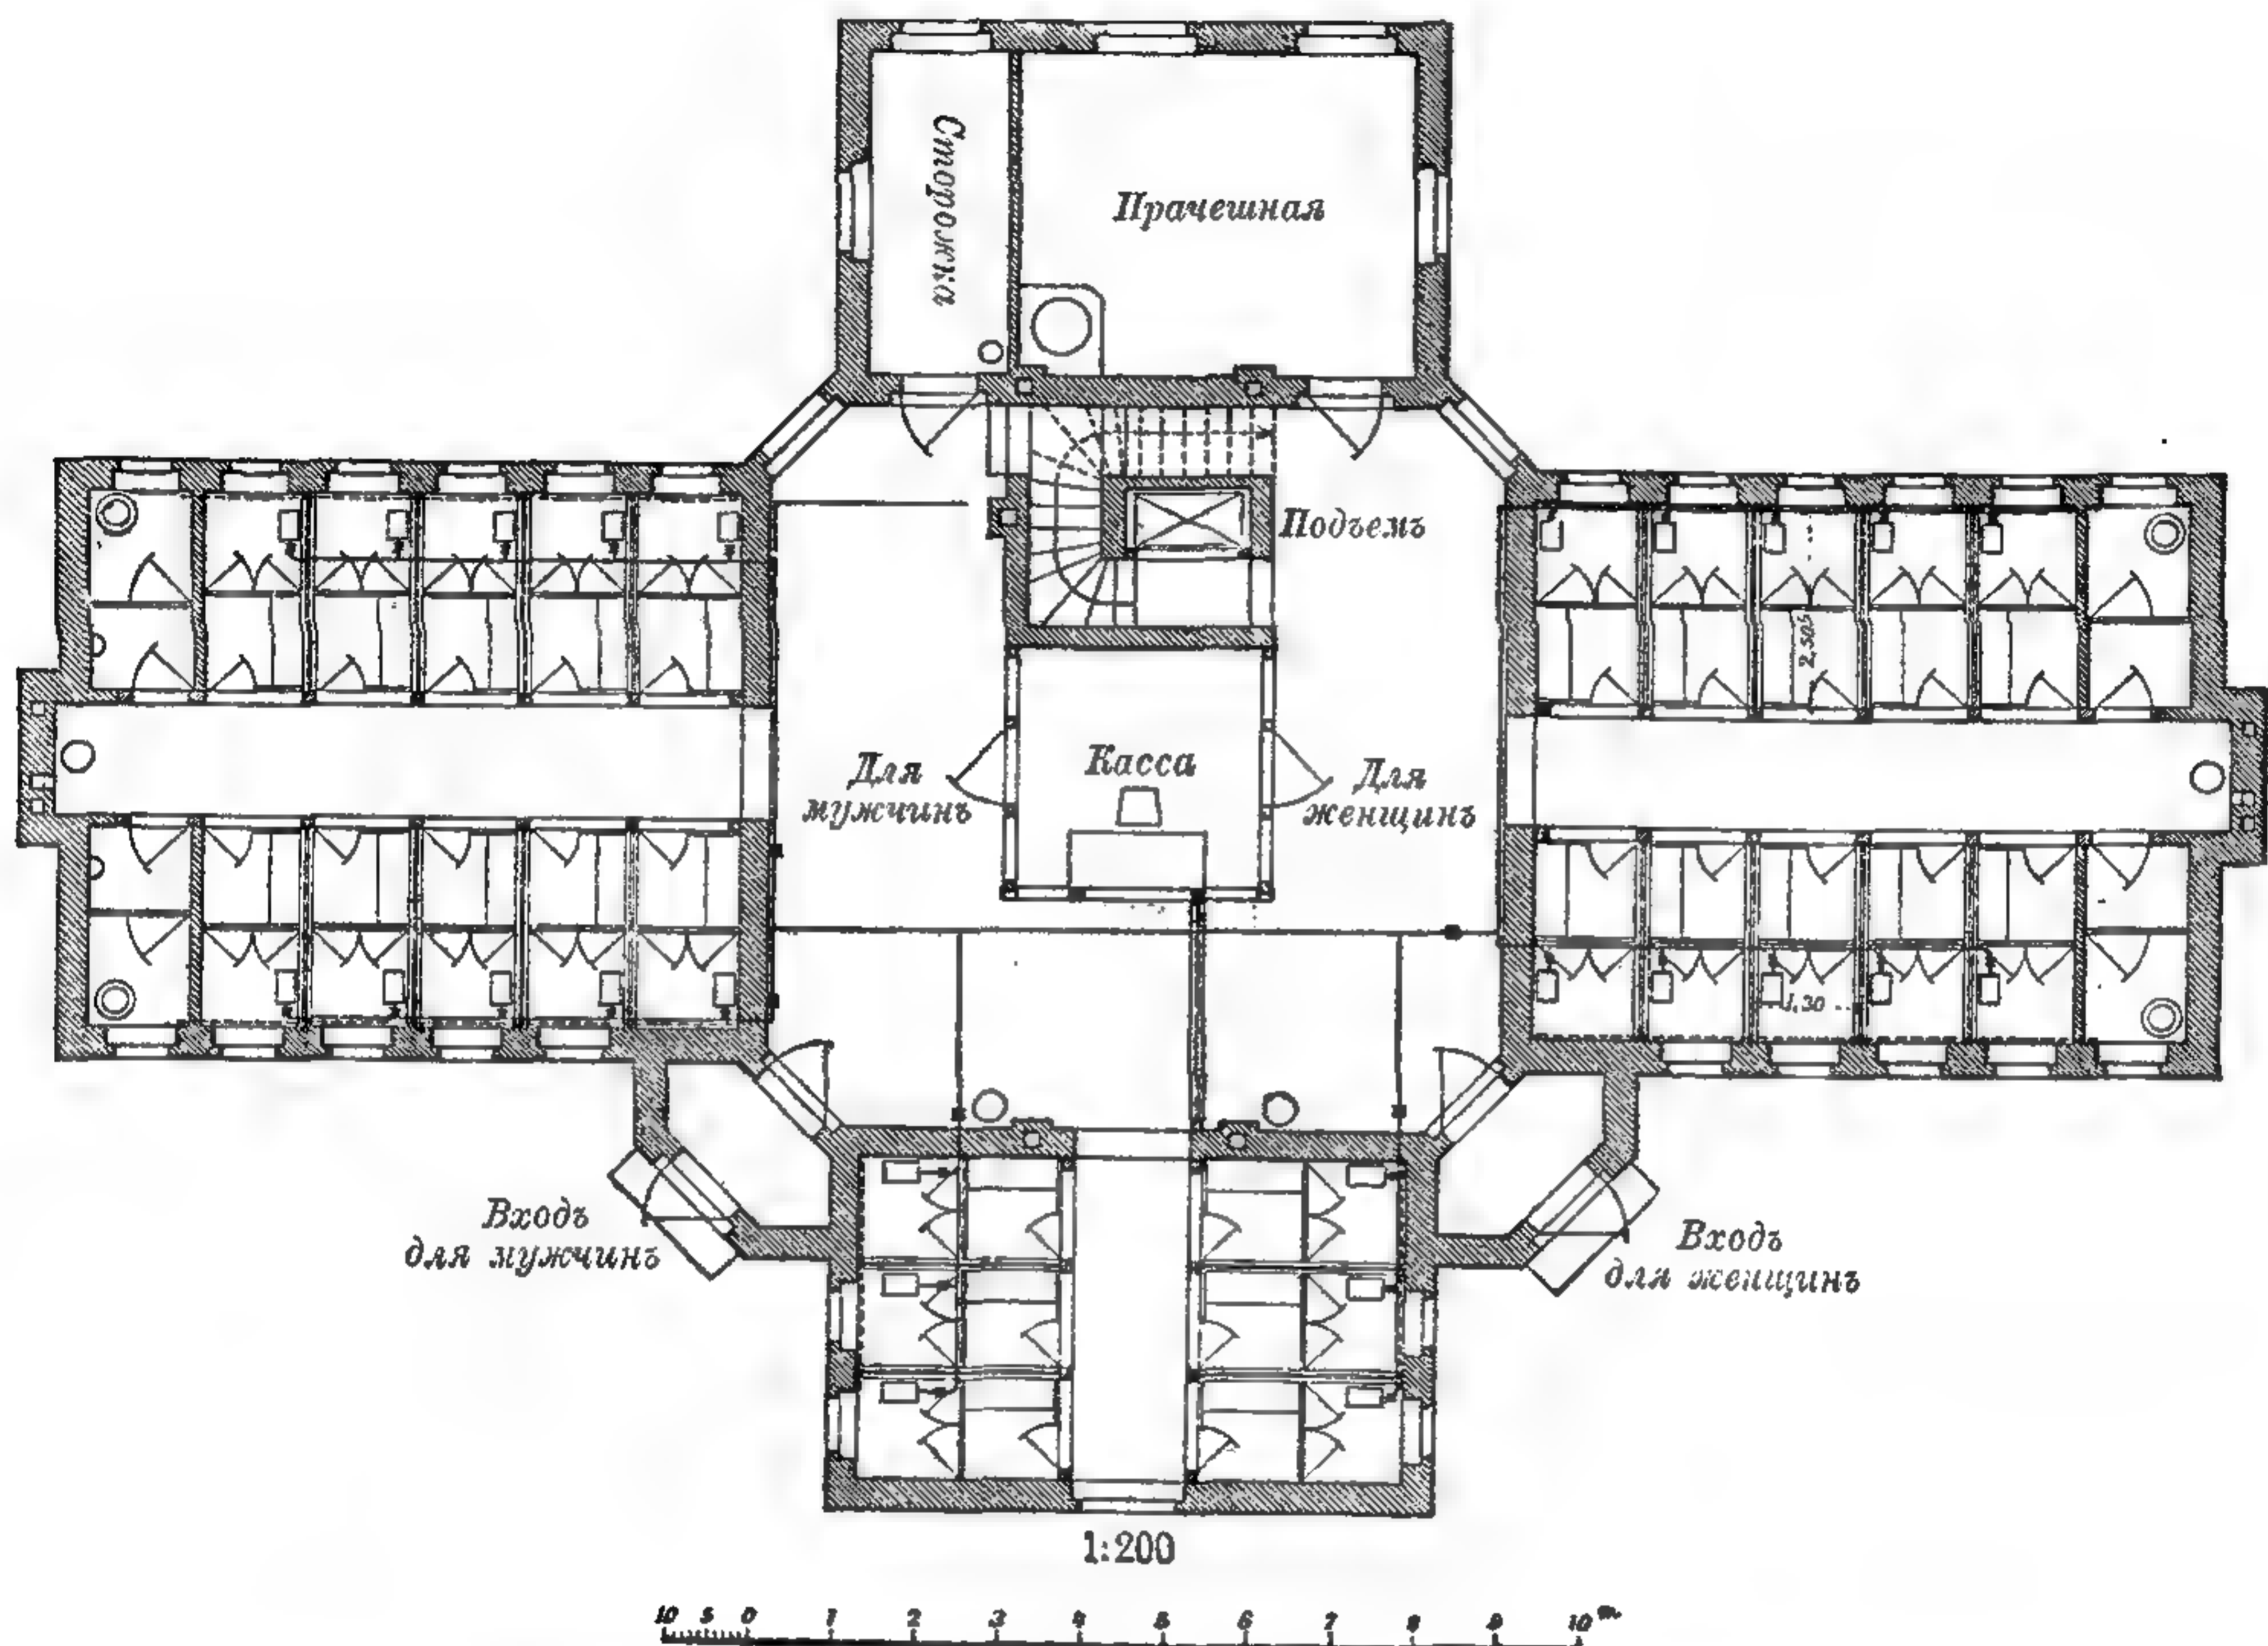 Сторожка
Прачешная
Подъемъ
Для
мужчинъ
Касса
Для
женщинъ
2,505
1,30
Входъ
для мужчинъ
Входъ
для женщинъ
1:200
10 5 0 1 2 3 4 5 6 7 8 9 10 m